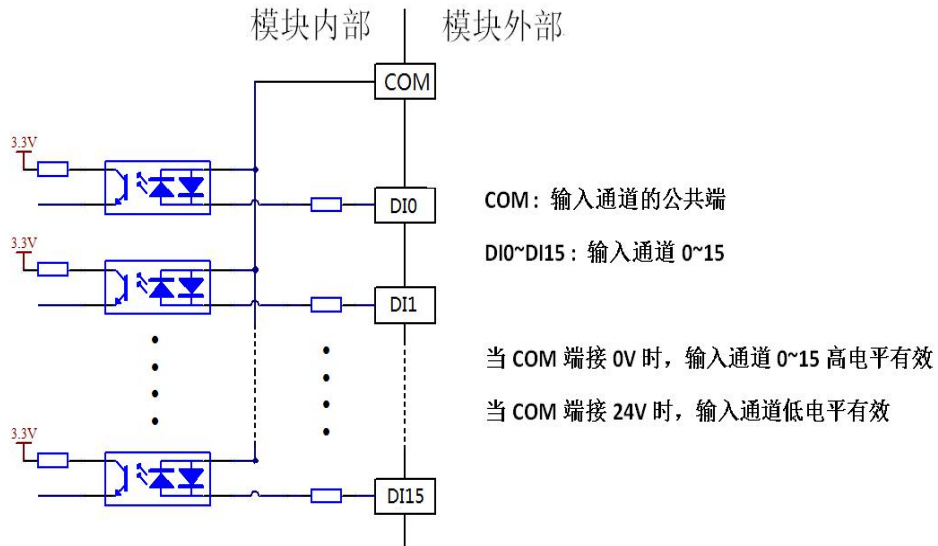 模块内部
模块外部
COM
3.3V
DI0
COM：输入通道的公共端
DI0~DI15：输入通道 0~15
3.3V
DI1
当 COM 端接 0V 时，输入通道 0~15 高电平有效
当 COM 端接 24V 时，输入通道低电平有效
3.3V
DI15